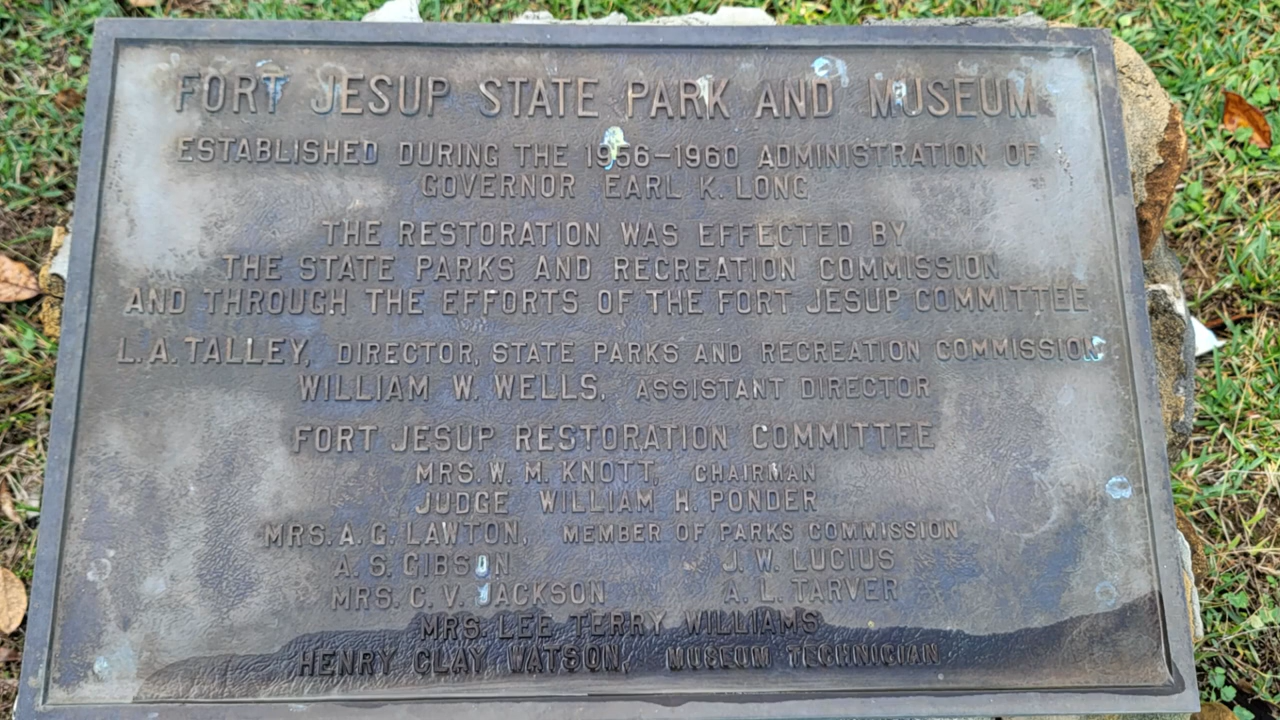 FORT JESUP STATE PARK AND MUSEUM
ESTABLISHED DURING THE 1956-1960 ADMINISTRATION OF
GOVERNOR EARL K. LONG
THE RESTORATION WAS EFFECTED BY
THE STATE PARKS AND RECREATION COMMISSION
AND THROUGH THE EFFORTS OF THE FORT JESUP COMMITTEE
L. A. TALLEY, DIRECTOR, STATE PARKS AND RECREATION COMMISSION
WILLIAM W. WELLS, ASSISTANT DIRECTOR
FORT JESUP RESTORATION COMMITTEE
MRS. W. M. KNOTT, CHAIRMAN
JUDGE WILLIAM H. PONDER
MRS. A. G. LAWTON, MEMBER OF PARKS COMMISSION
A. S. GIBSON J. W. LUCIUS
MRS. C. V. JACKSON A. L. TARVER
MRS. LEE TERRY WILLIAMS
HENRY CLAY WATSON, MUSEUM TECHNICIAN